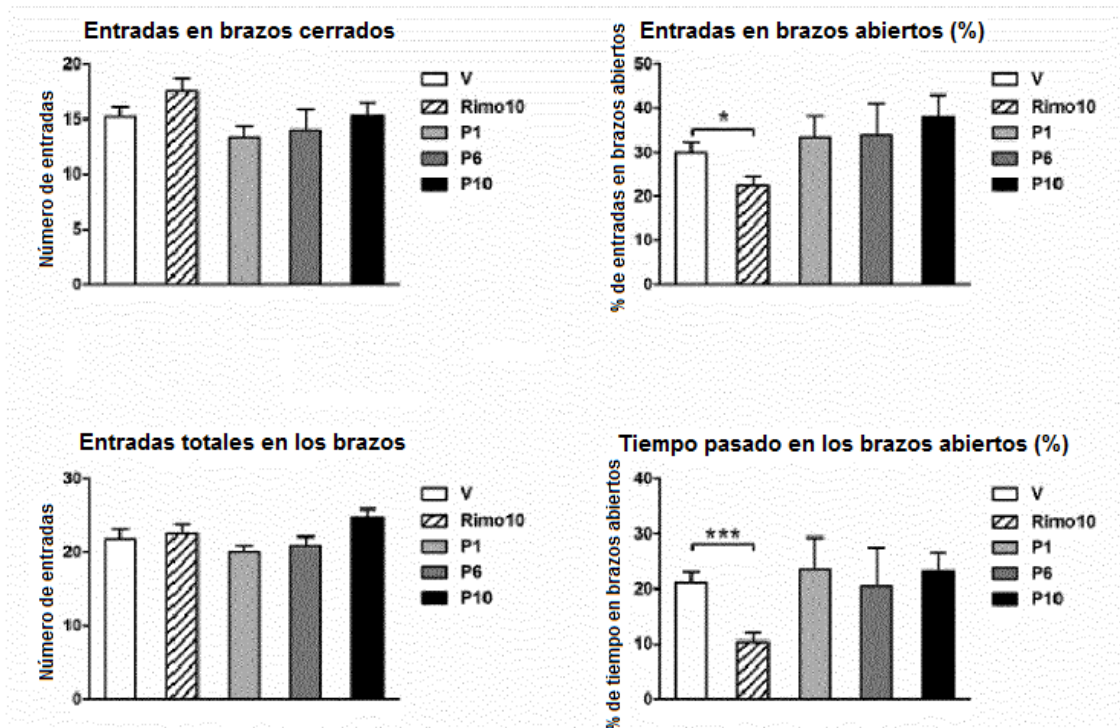 Entradas en brazos cerrados
Número de entradas
20
15
10
5
0
V
Rimo10
P1
P6
P10
Entradas en brazos abiertos (%)
% de entradas en brazos abiertos
50
40
30
20
10
0
*
V
Rimo10
P1
P6
P10
Entradas totales en los brazos
Número de entradas
30
20
10
0
V
Rimo10
P1
P6
P10
Tiempo pasado en los brazos abiertos (%)
% de tiempo en brazos abiertos
40
30
20
10
0
***
V
Rimo10
P1
P6
P10